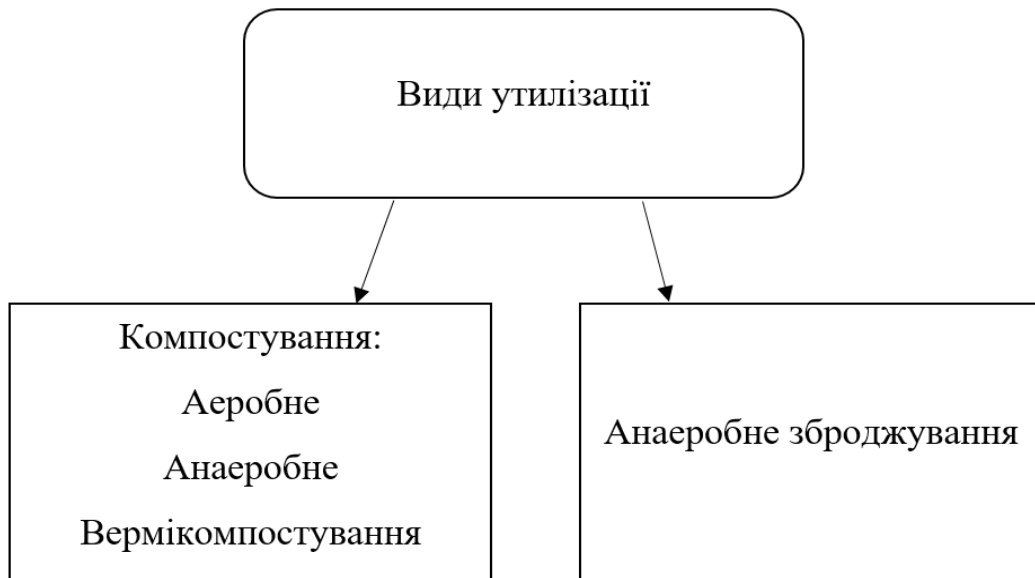 Види утилізації
Компостування:
Аеробне
Анаеробне
Вермікомпостування
Анаеробне зброджування